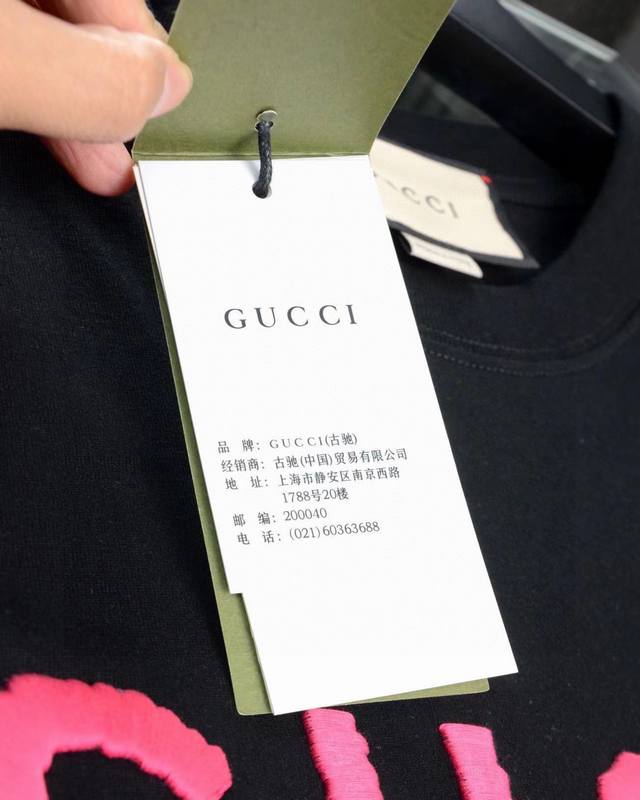 GUCCI
品 牌: GUCCI(古驰)
经销商: 古驰(中国)贸易有限公司
地 址: 上海市静安区南京西路
1788号20楼
邮 编: 200040
电 话: (021)60363688